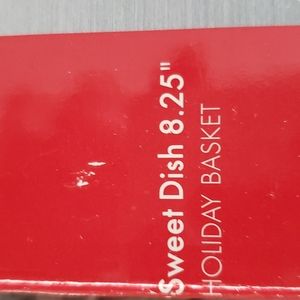 Sweet Dish 8.25"
HOLIDAY BASKET